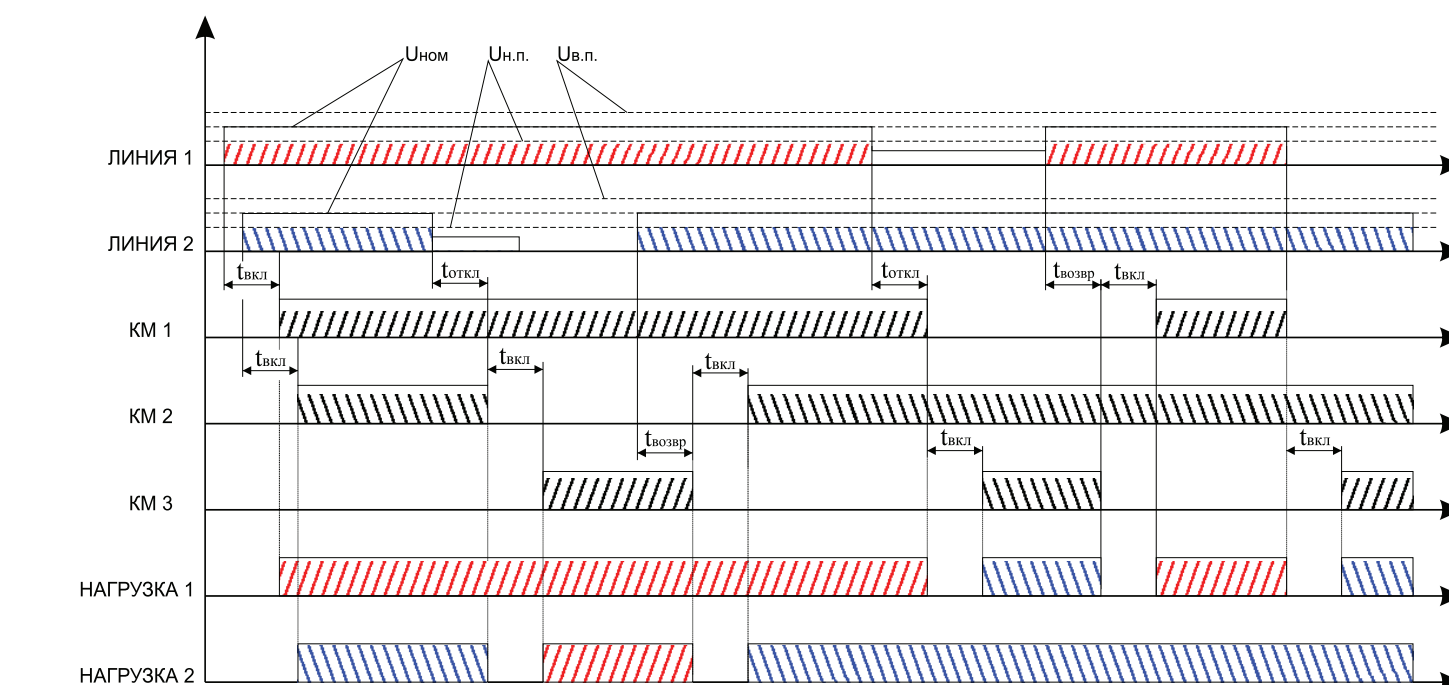 Uном Uн.п. Uв.п.
ЛИНИЯ 1
ЛИНИЯ 2
tвкл tоткл tоткл tвозвр tвкл
КМ 1
tвкл tвкл tвкл
КМ 2
tвозвр tвкл tвкл
КМ 3
НАГРУЗКА 1
НАГРУЗКА 2